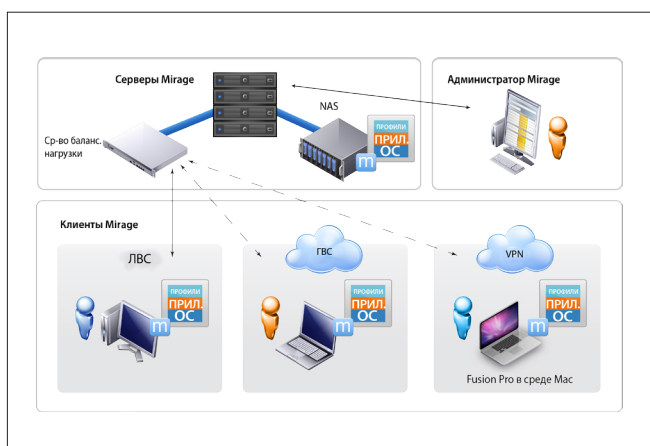 Серверы Mirage
Администратор Mirage
NAS
Ср-во баланс.
нагрузки
ПРОФИЛИ
ПРИЛ.
ОС
m
Клиенты Mirage
ЛВС
ГВС
VPN
ПРОФИЛИ
ПРИЛ.
ОС
m
ПРОФИЛИ
ПРИЛ.
ОС
m
ПРОФИЛИ
ПРИЛ.
ОС
m
Fusion Pro в среде Mac